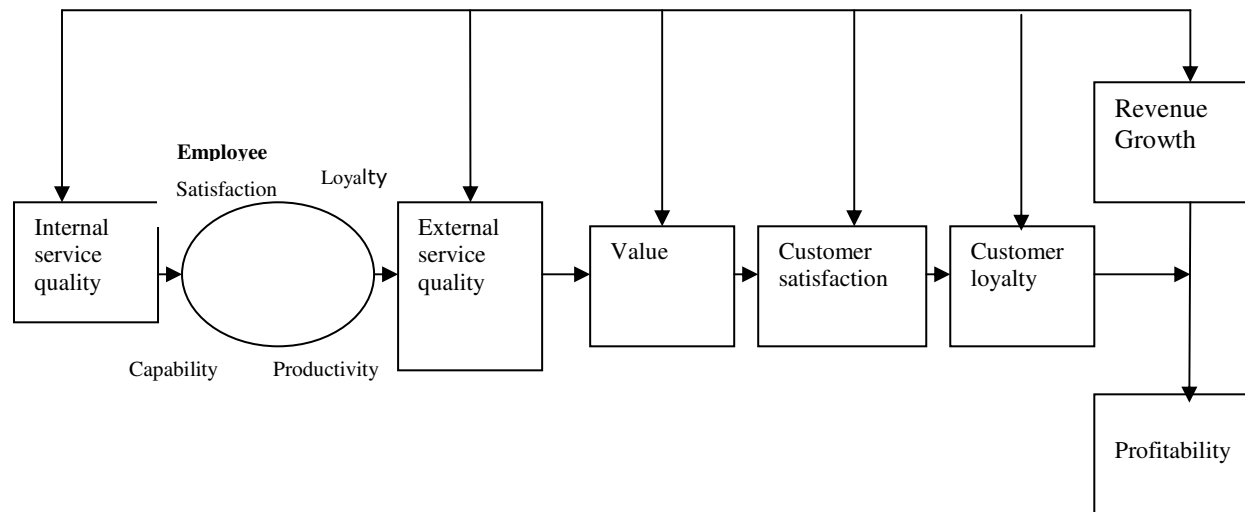 Revenue
Growth
Employee
Satisfaction
Loyalty
Internal
service
quality
External
service
quality
Value
Customer
satisfaction
Customer
loyalty
Capability
Productivity
Profitability